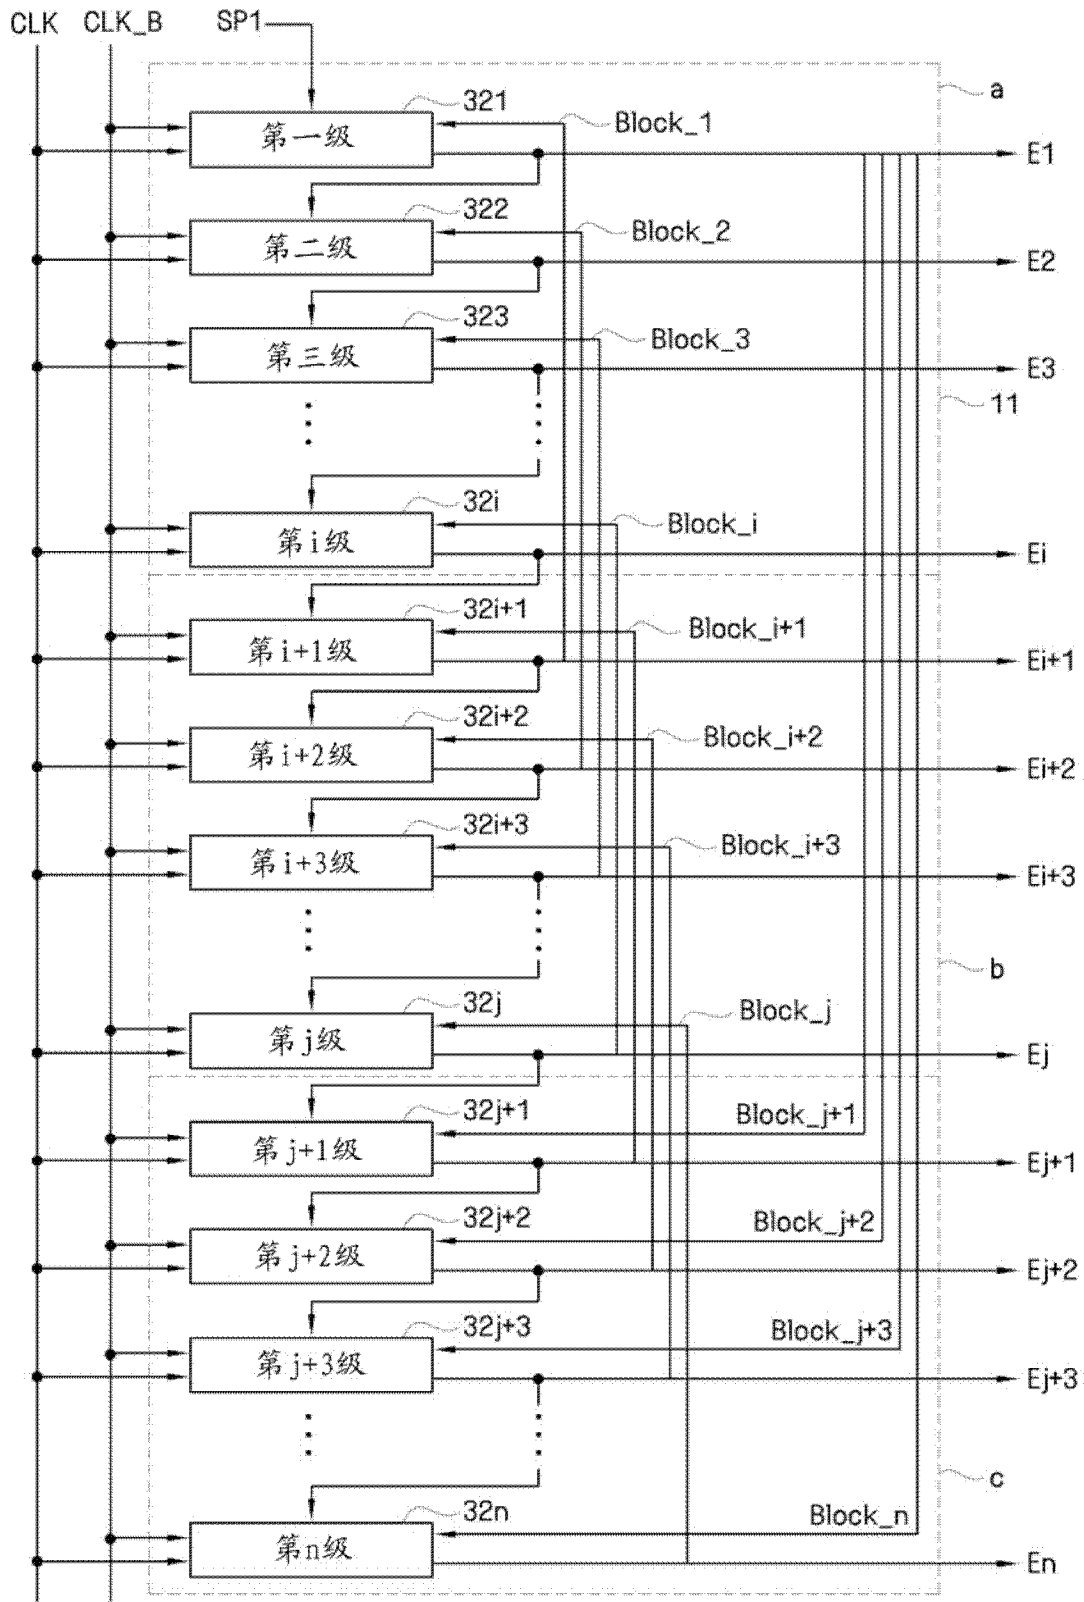 CLK CLK_B SP1
a
321 Block_1
第一级 E1
322 Block_2
第二级 E2
323 Block_3
第三级 E3
11
32i Block_i
第i级 Ei
32i+1 Block_i+1
第i+1级 Ei+1
32i+2 Block_i+2
第i+2级 Ei+2
32i+3 Block_i+3
第i+3级 Ei+3
b
32j Block_j
第j级 Ej
32j+1 Block_j+1
第j+1级 Ej+1
32j+2 Block_j+2
第j+2级 Ej+2
32j+3 Block_j+3
第j+3级 Ej+3
c
32n Block_n
第n级 En